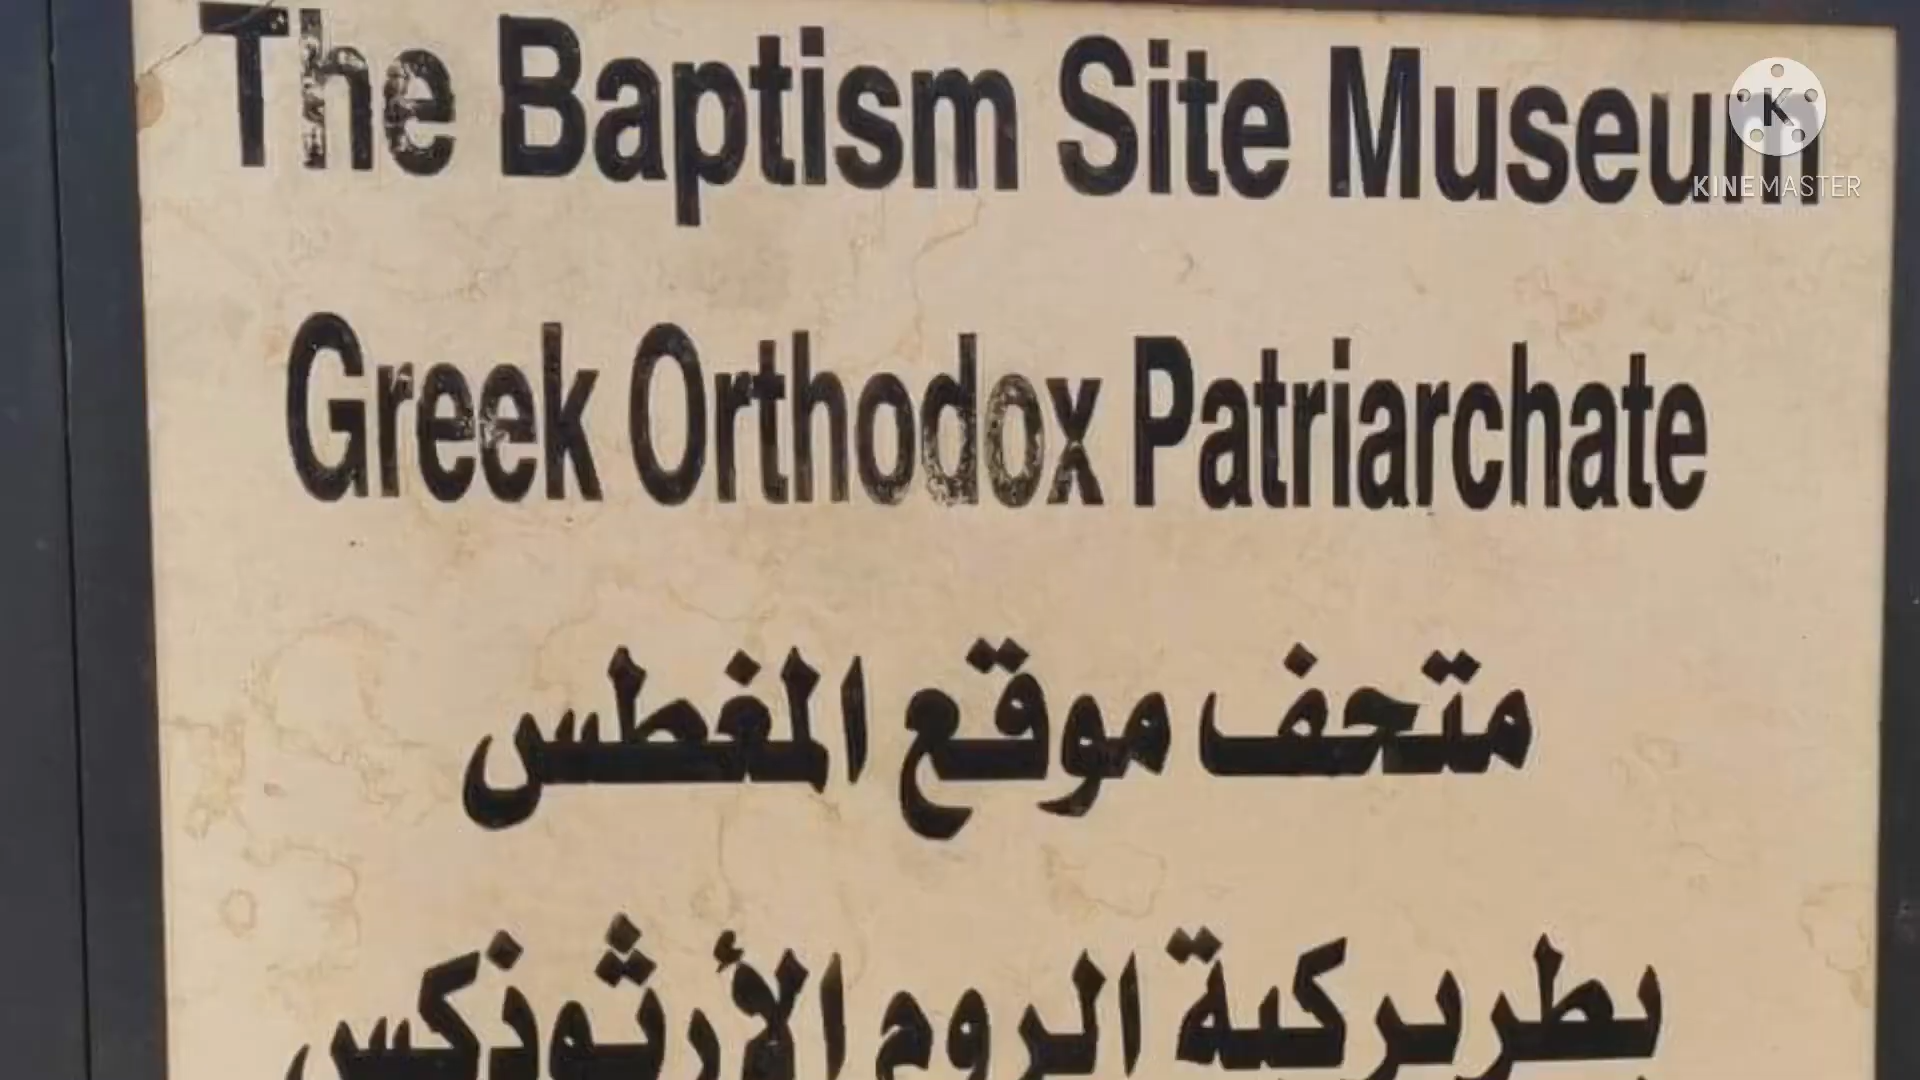 The Baptism Site Museum
Greek Orthodox Patriarchate
متحف موقع المغطس
بطريركية الروم الأرثوذكس
K
KINEMASTER